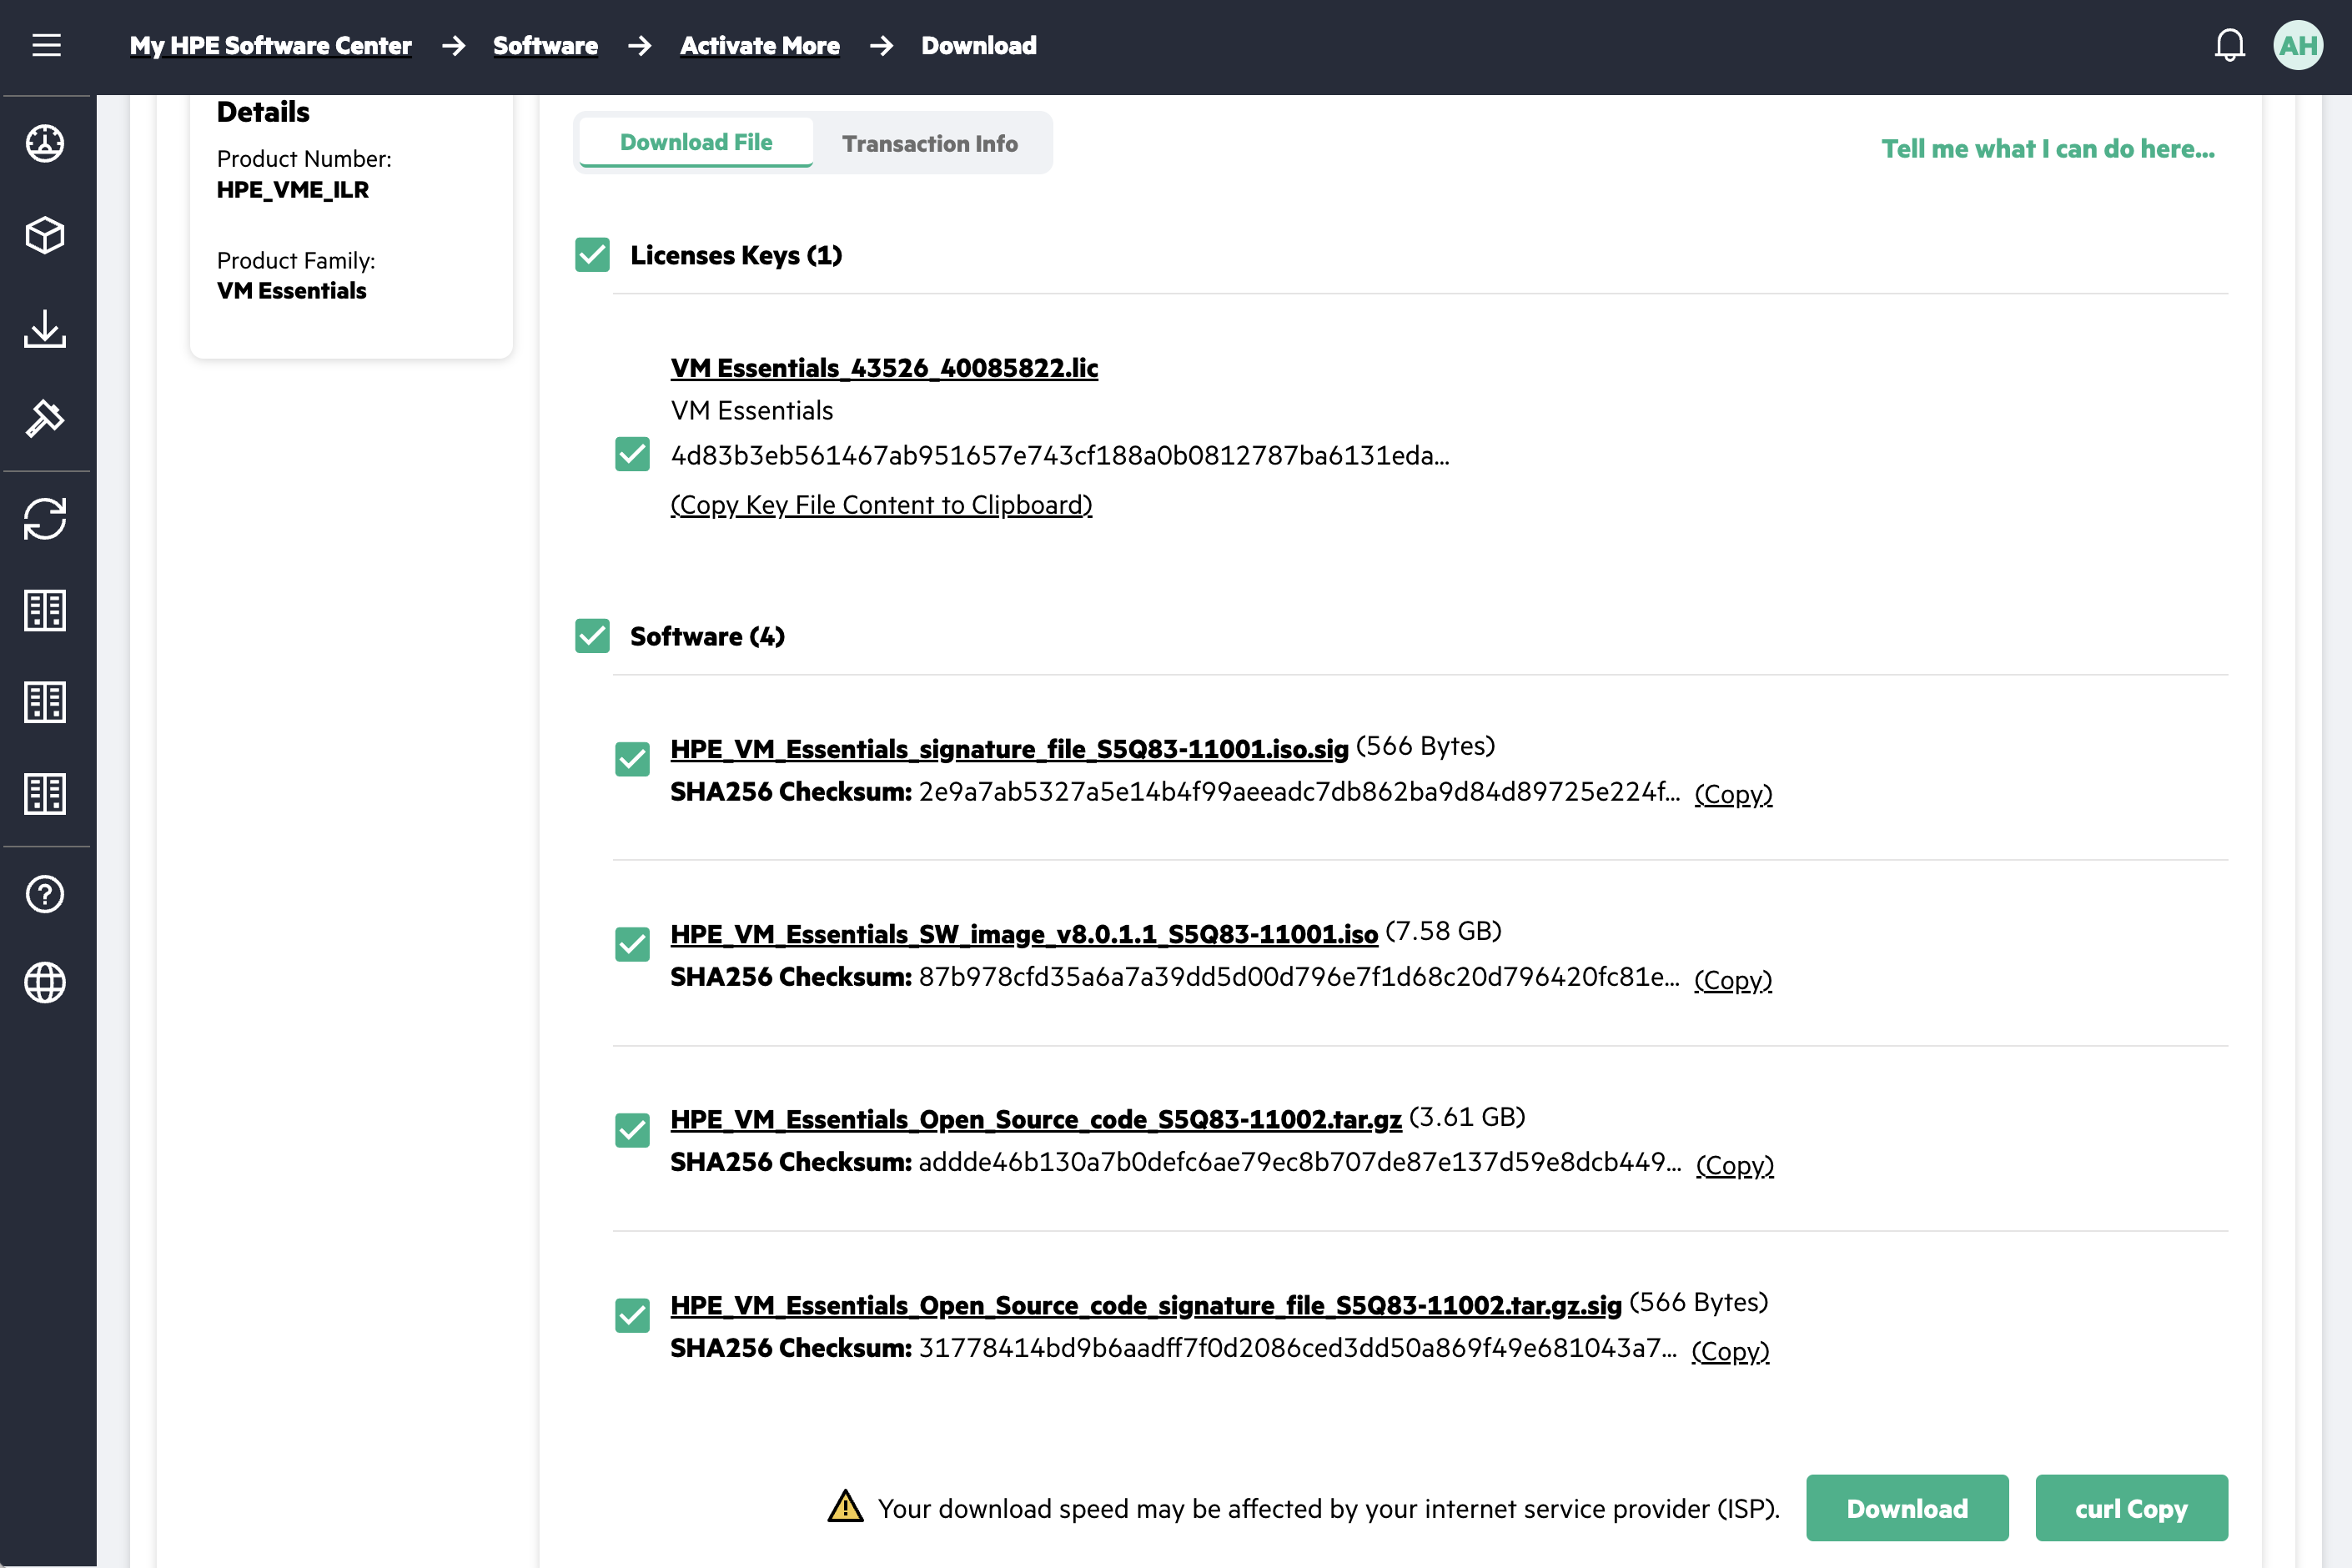 My HPE Software Center → Software → Activate More → Download
AH
Details
Product Number:
HPE_VME_ILR
Product Family:
VM Essentials
Download File
Transaction Info
Tell me what I can do here...
Licenses Keys (1)
VM Essentials_43526_40085822.lic
VM Essentials
4d83b3eb561467ab951657e743cf188a0b0812787ba6131eda...
(Copy Key File Content to Clipboard)
Software (4)
HPE_VM_Essentials_signature_file_S5Q83-11001.iso.sig (566 Bytes)
SHA256 Checksum: 2e9a7ab5327a5e14b4f99aeeadc7db862ba9d84d89725e224f... (Copy)
HPE_VM_Essentials_SW_image_v8.0.1.1_S5Q83-11001.iso (7.58 GB)
SHA256 Checksum: 87b978cfd35a6a7a39dd5d00d796e7f1d68c20d796420fc81e... (Copy)
HPE_VM_Essentials_Open_Source_code_S5Q83-11002.tar.gz (3.61 GB)
SHA256 Checksum: addde46b130a7b0defc6ae79ec8b707de87e137d59e8dcb449... (Copy)
HPE_VM_Essentials_Open_Source_code_signature_file_S5Q83-11002.tar.gz.sig (566 Bytes)
SHA256 Checksum: 31778414bd9b6aadff7f0d2086ced3dd50a869f49e681043a7... (Copy)
Your download speed may be affected by your internet service provider (ISP).
Download
curl Copy